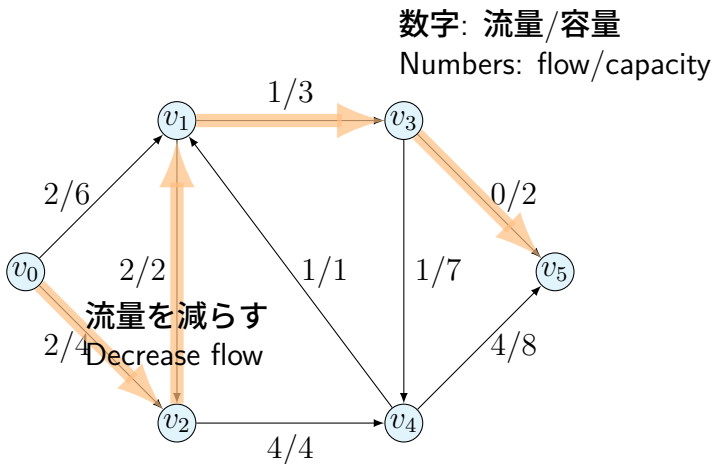 数字: 流量/容量
Numbers: flow/capacity
1/3
v1
v3
2/6
0/2
v0
2/2
1/1
1/7
v5
流量を減らす
2/4
Decrease flow
4/8
v2
v4
4/4